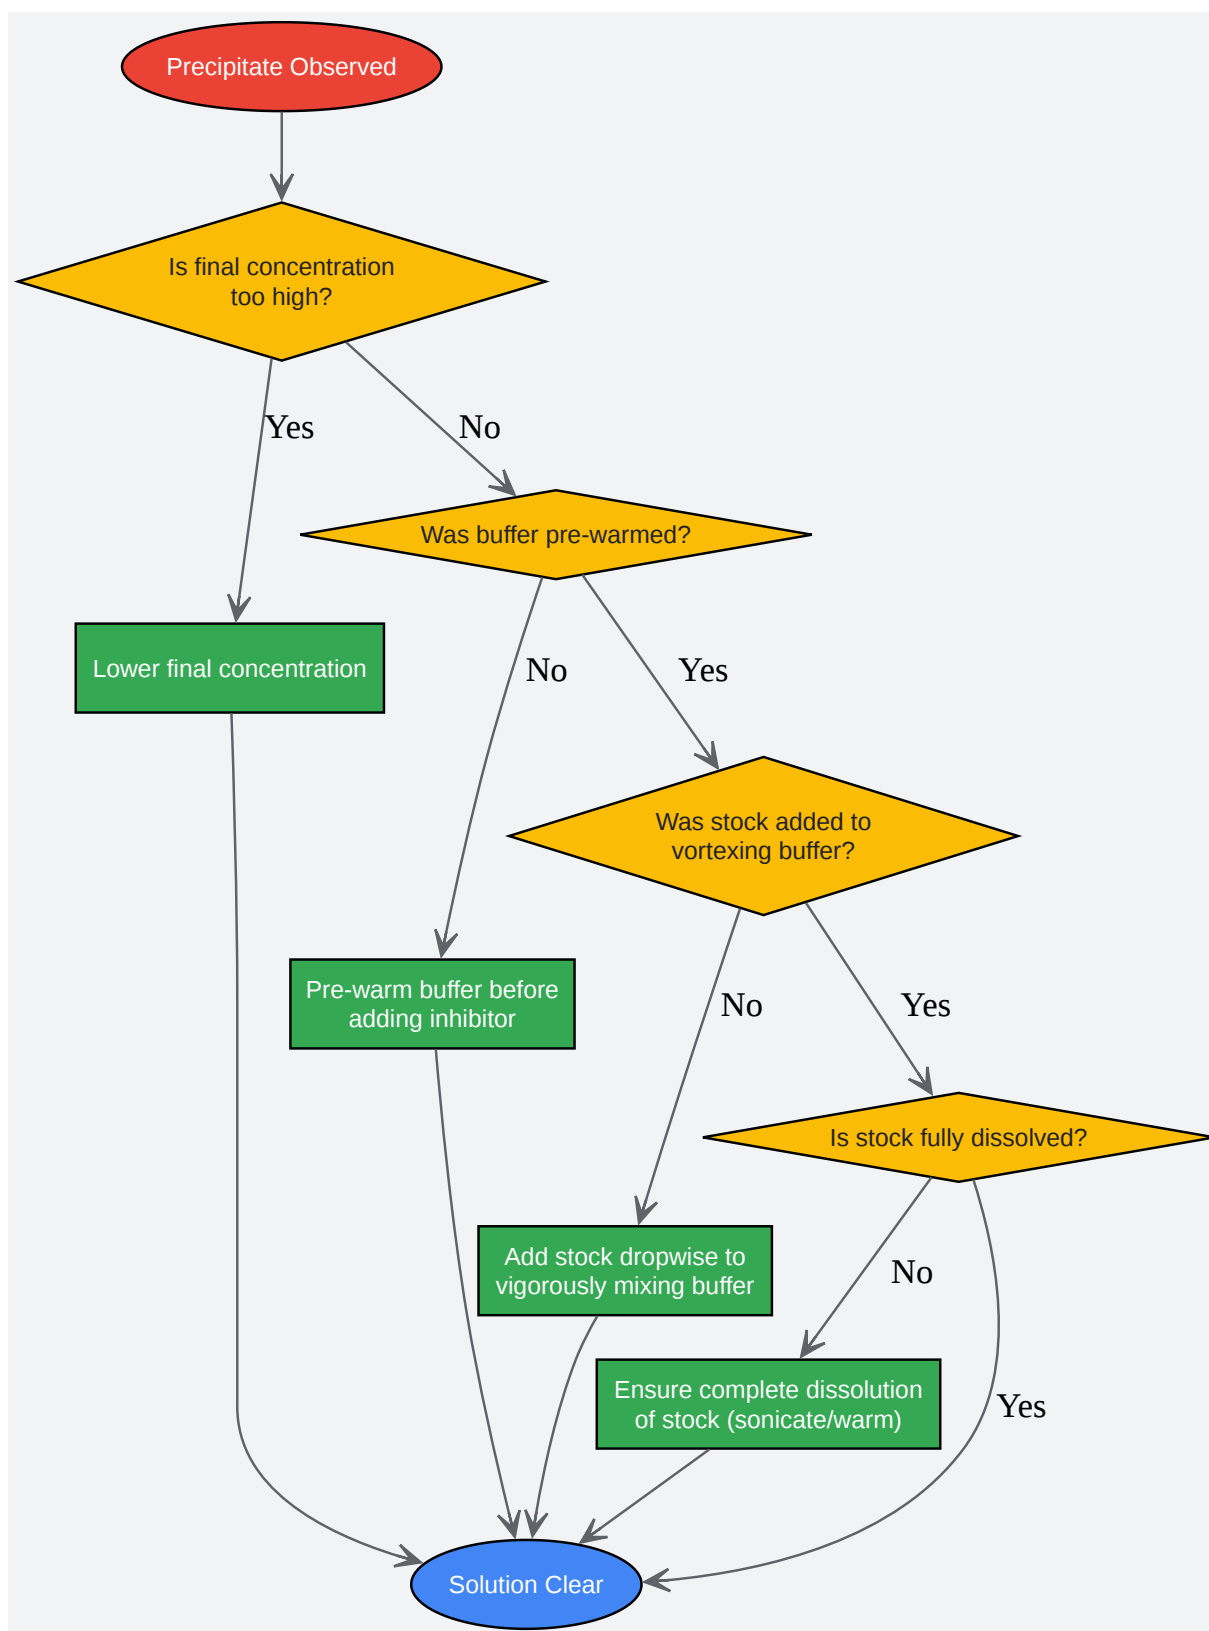 Precipitate Observed
Is final concentration
too high?
Yes
No
Was buffer pre-warmed?
Lower final concentration
No
Yes
Was stock added to
vortexing buffer?
Pre-warm buffer before
adding inhibitor
No
Yes
Is stock fully dissolved?
Add stock dropwise to
vigorously mixing buffer
No
Ensure complete dissolution
of stock (sonicate/warm)
Yes
Solution Clear